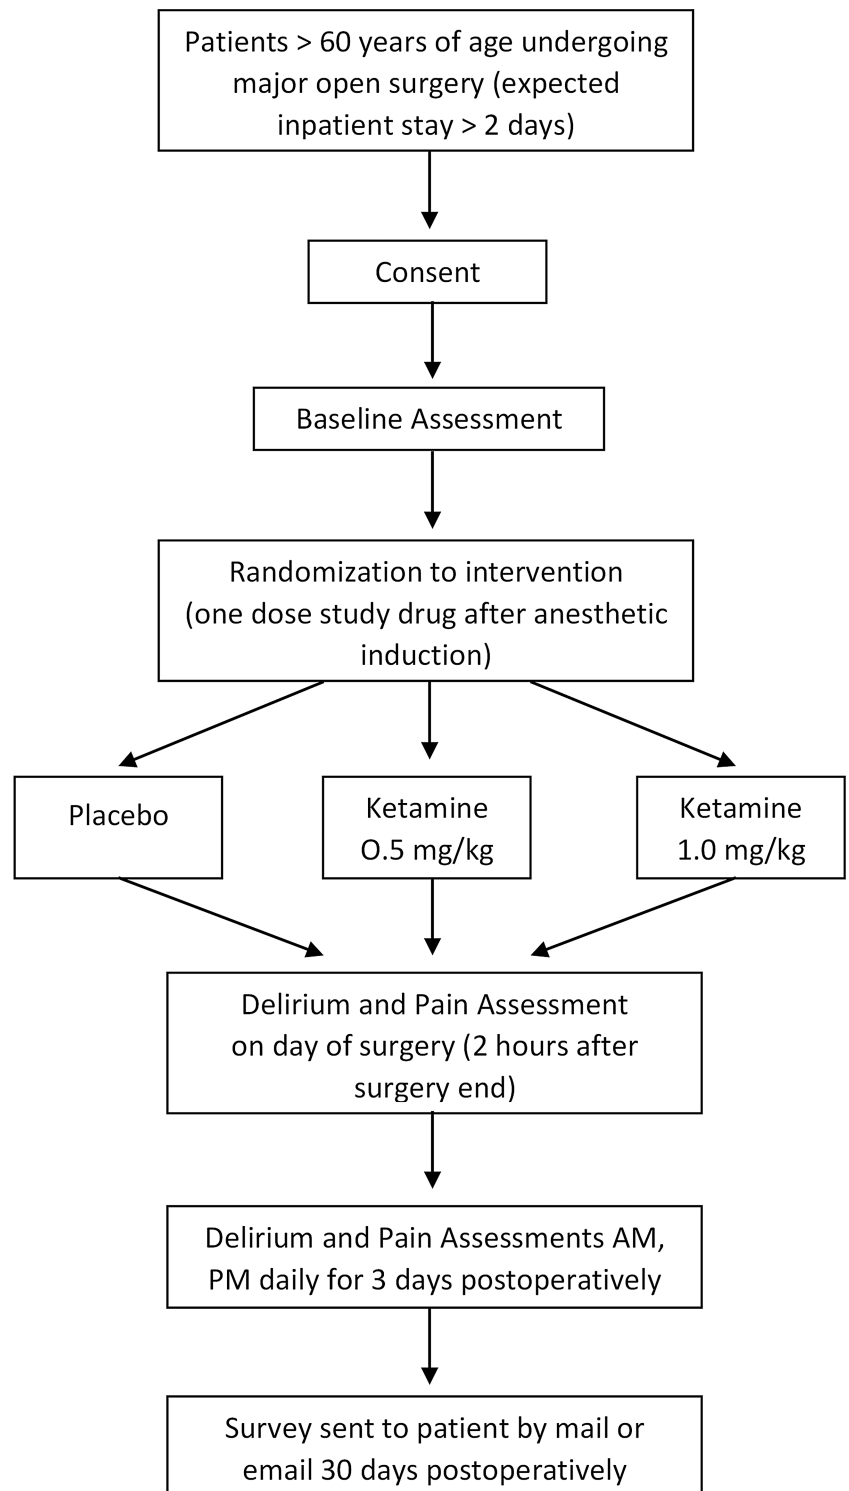 Patients > 60 years of age undergoing
major open surgery (expected
inpatient stay > 2 days)
Consent
Baseline Assessment
Randomization to intervention
(one dose study drug after anesthetic
induction)
Placebo
Ketamine
O.5 mg/kg
Ketamine
1.0 mg/kg
Delirium and Pain Assessment
on day of surgery (2 hours after
surgery end)
Delirium and Pain Assessments AM,
PM daily for 3 days postoperatively
Survey sent to patient by mail or
email 30 days postoperatively